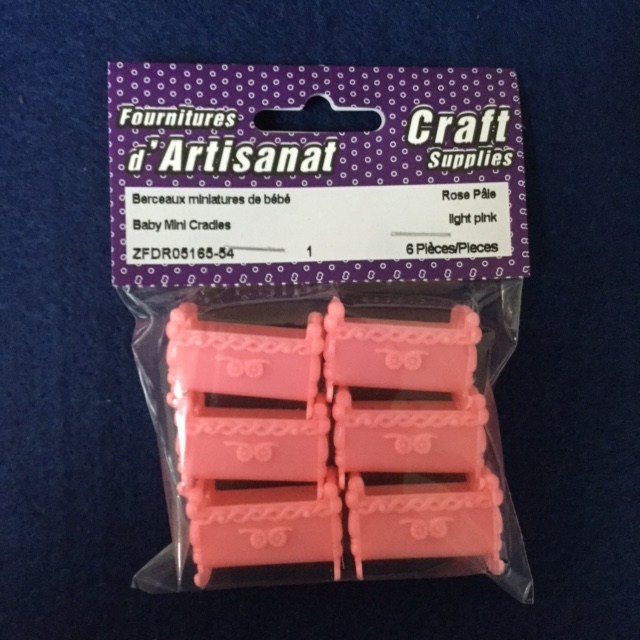 Fournitures
d'Artisanat
Craft
Supplies
Berceaux miniatures de bébé Rose Pâle
Baby Mini Cradles light pink
ZFDR05165-54 1 6 Pièces/Pieces